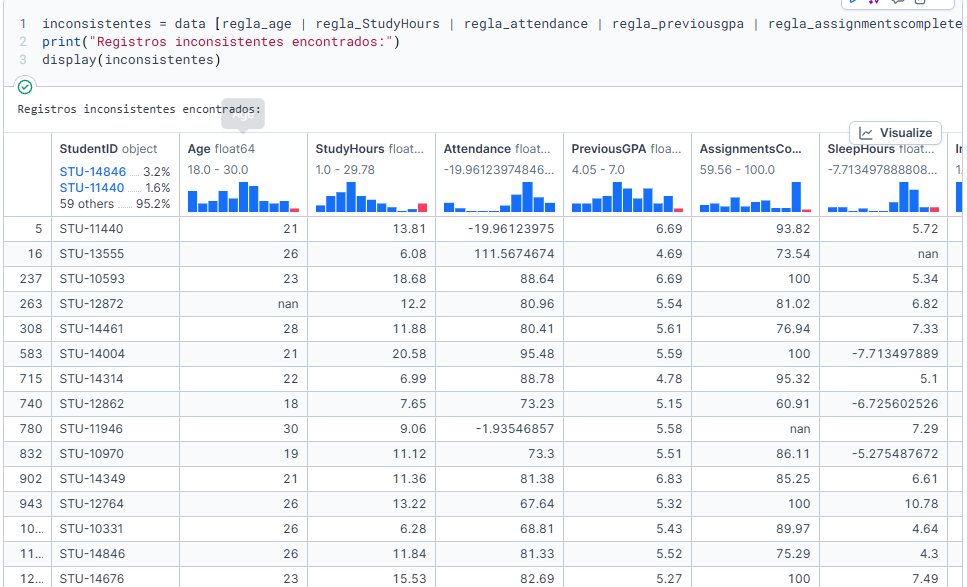 1 inconsistentes = data [regla_age | regla_StudyHours | regla_attendance | regla_previousgpa | regla_assignmentscomplete
2 print("Registros inconsistentes encontrados:")
3 display(inconsistentes)
Registros inconsistentes encontrados:
Age
Visualize
StudentID object Age float64 StudyHours float... Attendance float... PreviousGPA floa... AssignmentsCo... SleepHours float... I
STU-14846 3.2% 18.0 - 30.0 1.0 - 29.78 -19.96123974846... 4.05 - 7.0 59.56 - 100.0 -7.713497888808...
STU-11440 1.6%
59 others 95.2%
5 STU-11440 21 13.81 -19.96123975 6.69 93.82 5.72
16 STU-13555 26 6.08 111.5674674 4.69 73.54 nan
237 STU-10593 23 18.68 88.64 6.69 100 5.34
263 STU-12872 nan 12.2 80.96 5.54 81.02 6.82
308 STU-14461 28 11.88 80.41 5.61 76.94 7.33
583 STU-14004 21 20.58 95.48 5.59 100 -7.713497889
715 STU-14314 22 6.99 88.78 4.78 95.32 5.1
740 STU-12862 18 7.65 73.23 5.15 60.91 -6.725602526
780 STU-11946 30 9.06 -1.93546857 5.58 nan 7.29
832 STU-10970 19 11.12 73.3 5.51 86.11 -5.275487672
902 STU-14349 21 11.36 81.38 6.83 85.25 6.61
943 STU-12764 26 13.22 67.64 5.32 100 10.78
10... STU-10331 26 6.28 68.81 5.43 89.97 4.64
11... STU-14846 26 11.84 81.33 5.52 75.29 4.3
12... STU-14676 23 15.53 82.69 5.27 100 7.49